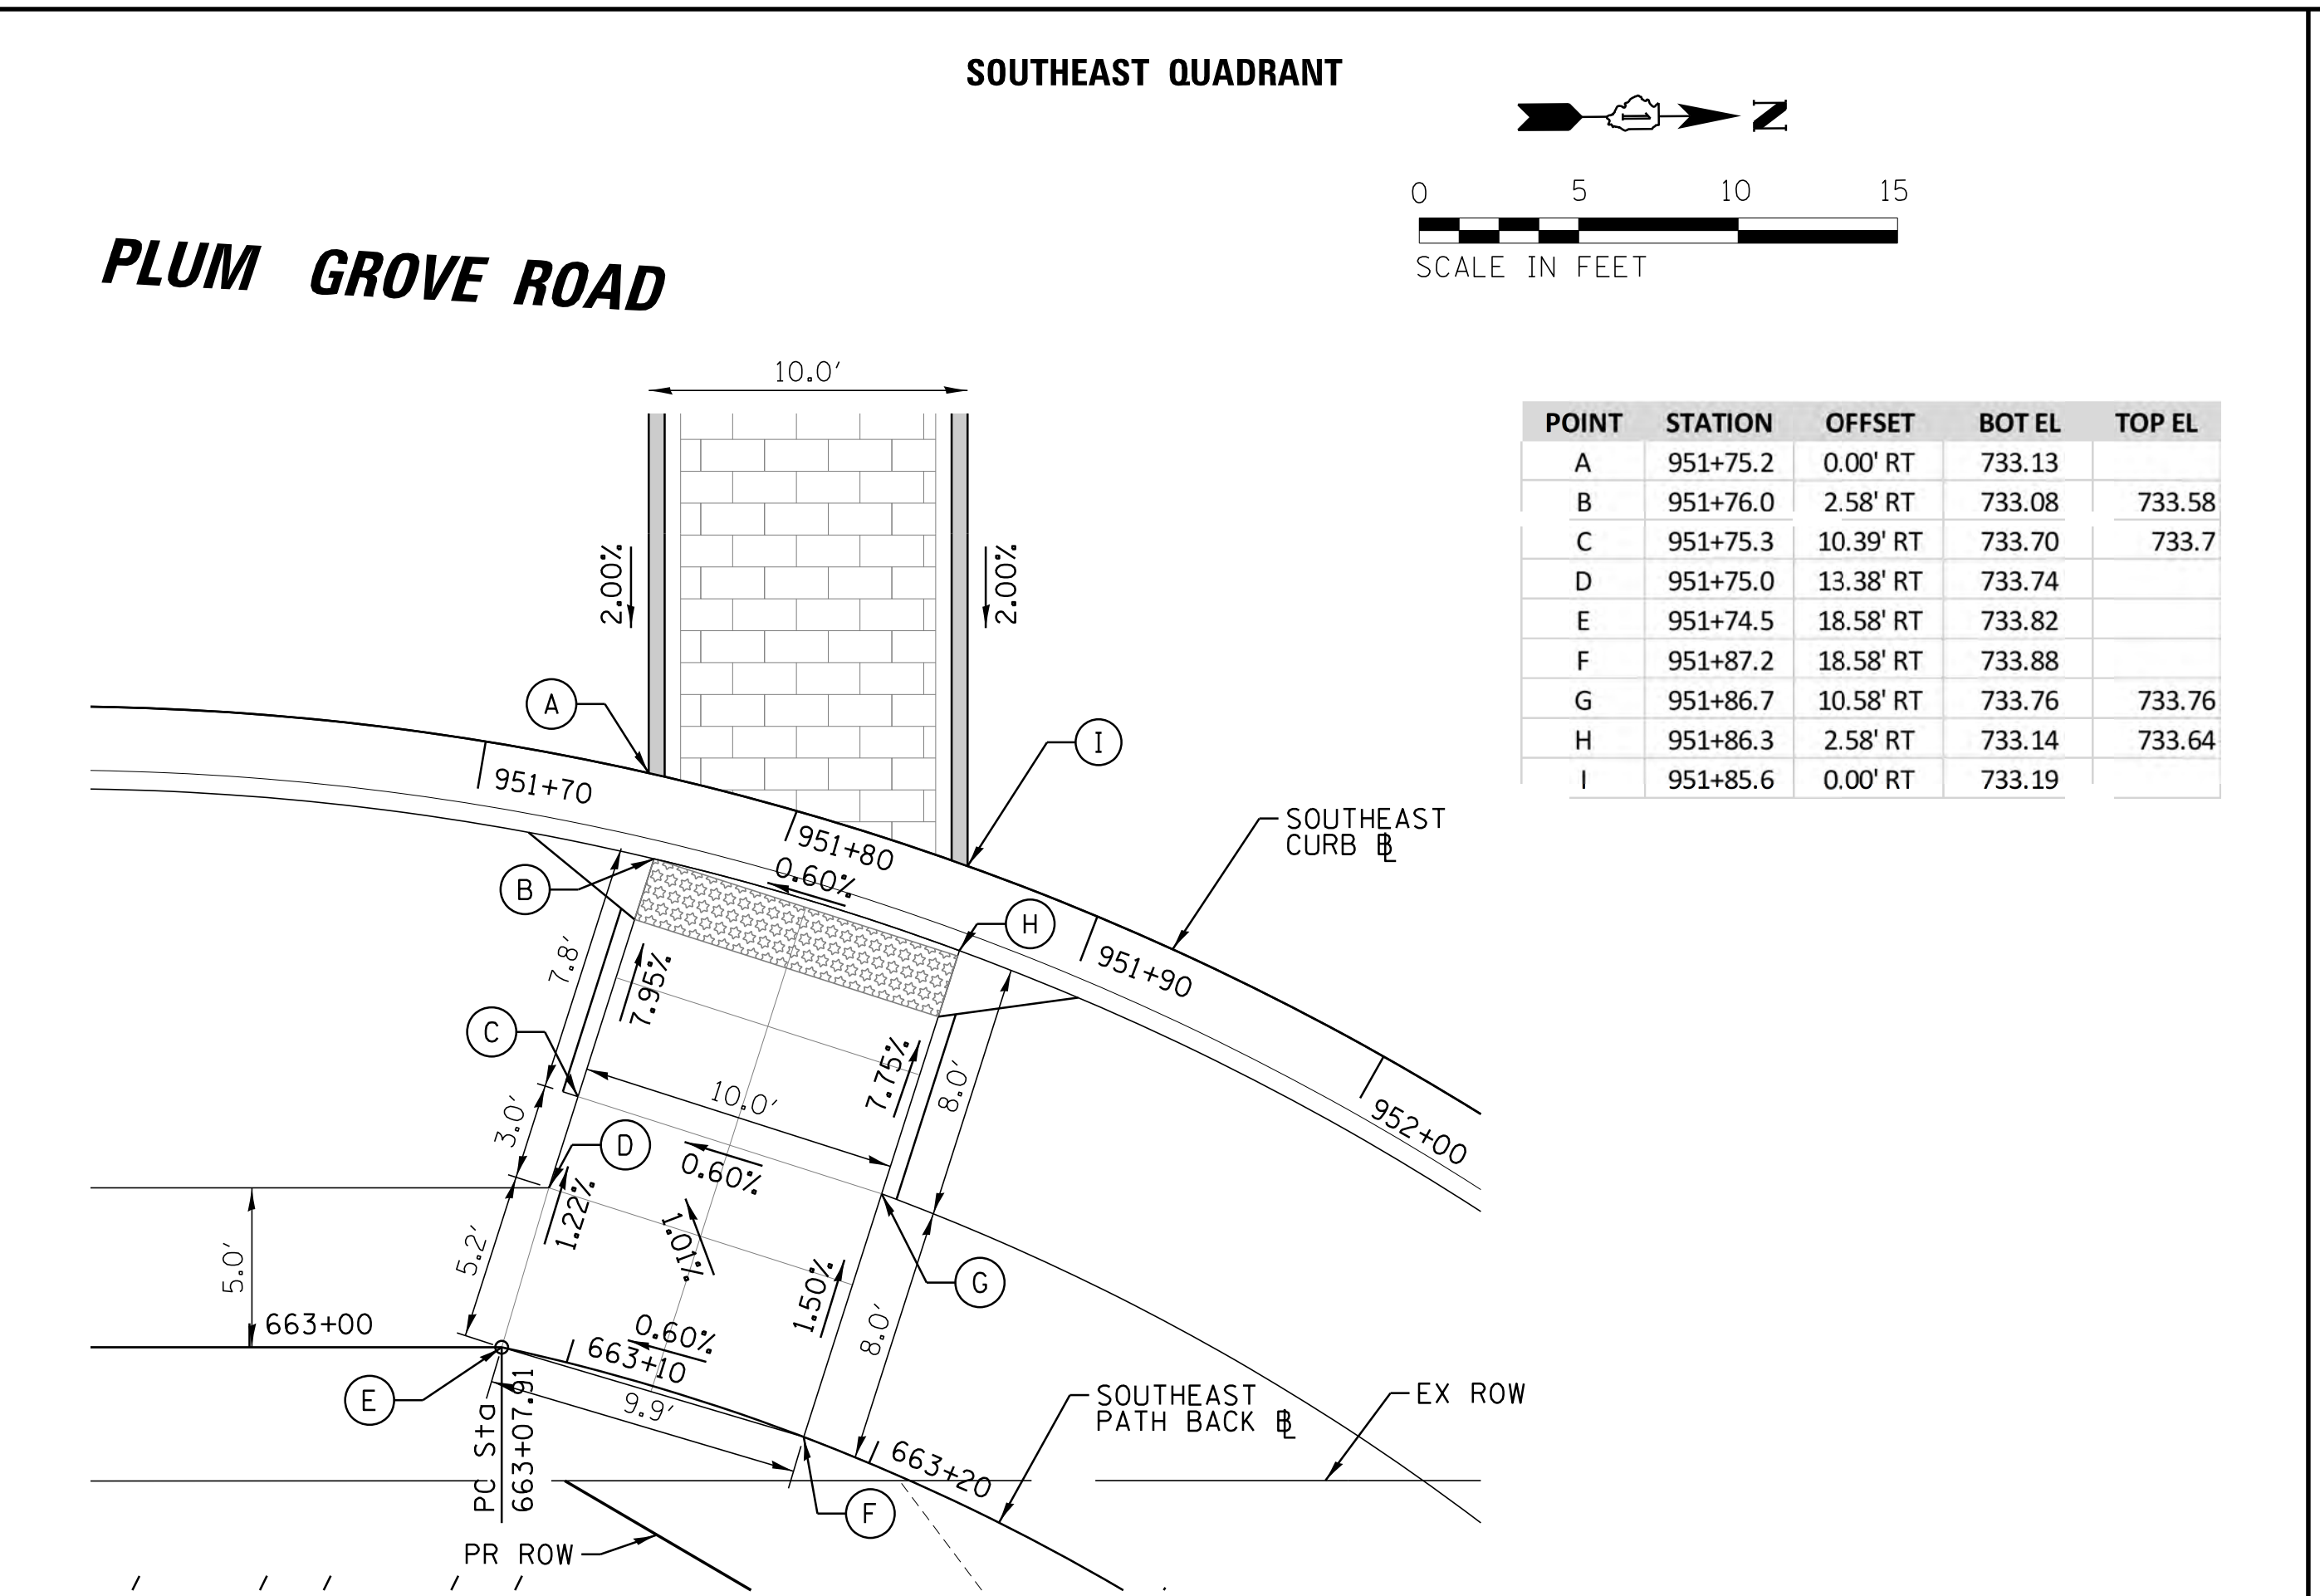 SOUTHEAST QUADRANT
N
0 5 10 15
SCALE IN FEET
PLUM GROVE ROAD
10.0'
POINT STATION OFFSET BOT EL TOP EL
A 951+75.2 0.00' RT 733.13
B 951+76.0 2.58' RT 733.08 733.58
C 951+75.3 10.39' RT 733.70 733.7
D 951+75.0 13.38' RT 733.74
E 951+74.5 18.58' RT 733.82
F 951+87.2 18.58' RT 733.88
G 951+86.7 10.58' RT 733.76 733.76
H 951+86.3 2.58' RT 733.14 733.64
I 951+85.6 0.00' RT 733.19
2.00%
2.00%
A
I
951+70
951+80
SOUTHEAST
CURB BL
0.60%
B
H
951+90
7.8'
7.95%
C
7.75%
8.0'
10.0'
3.0'
D
952+00
0.60%
1.22%
1.01%
5.2'
5.0'
G
1.50%
8.0'
663+00
0.60%
663+10
E
9.9'
SOUTHEAST
PATH BACK BL
EX ROW
PC Sta
663+07.91
663+20
F
PR ROW